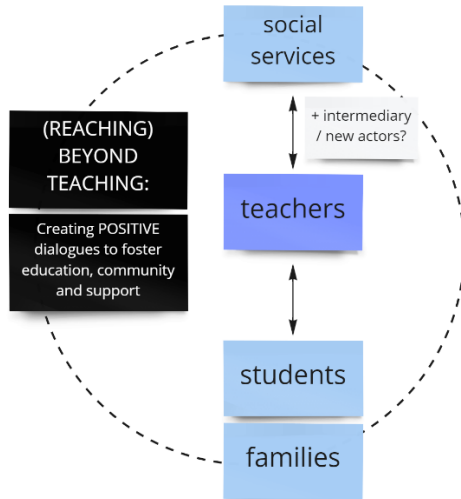 social
services
+ intermediary
/ new actors?
(REACHING)
BEYOND
TEACHING:
Creating POSITIVE
dialogues to foster
education, community
and support
teachers
students
families